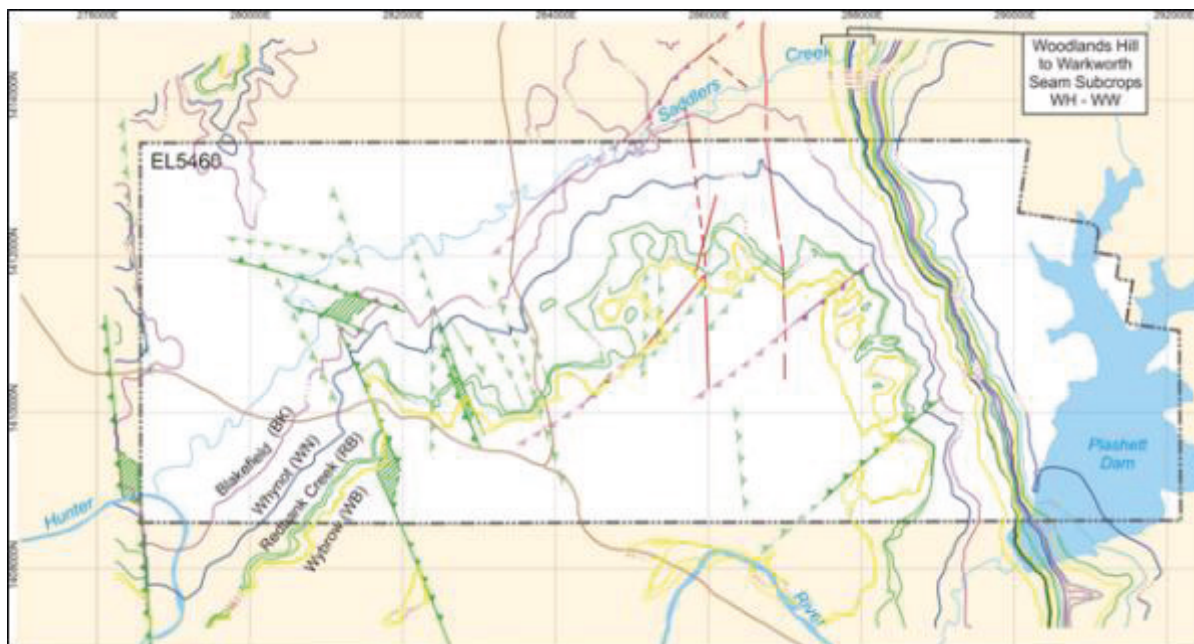 276000E 280000E 282000E 284000E 286000E 288000E 290000E 292000E
Woodlands Hill
to Warkworth
Seam Subcrops
WH - WW
Creek
Saddlers
EL5460
Blakefield (BK)
Whynot (WN)
Redbank Creek (RB)
Wybrow (WB)
Hunter
River
Plashett
Dam